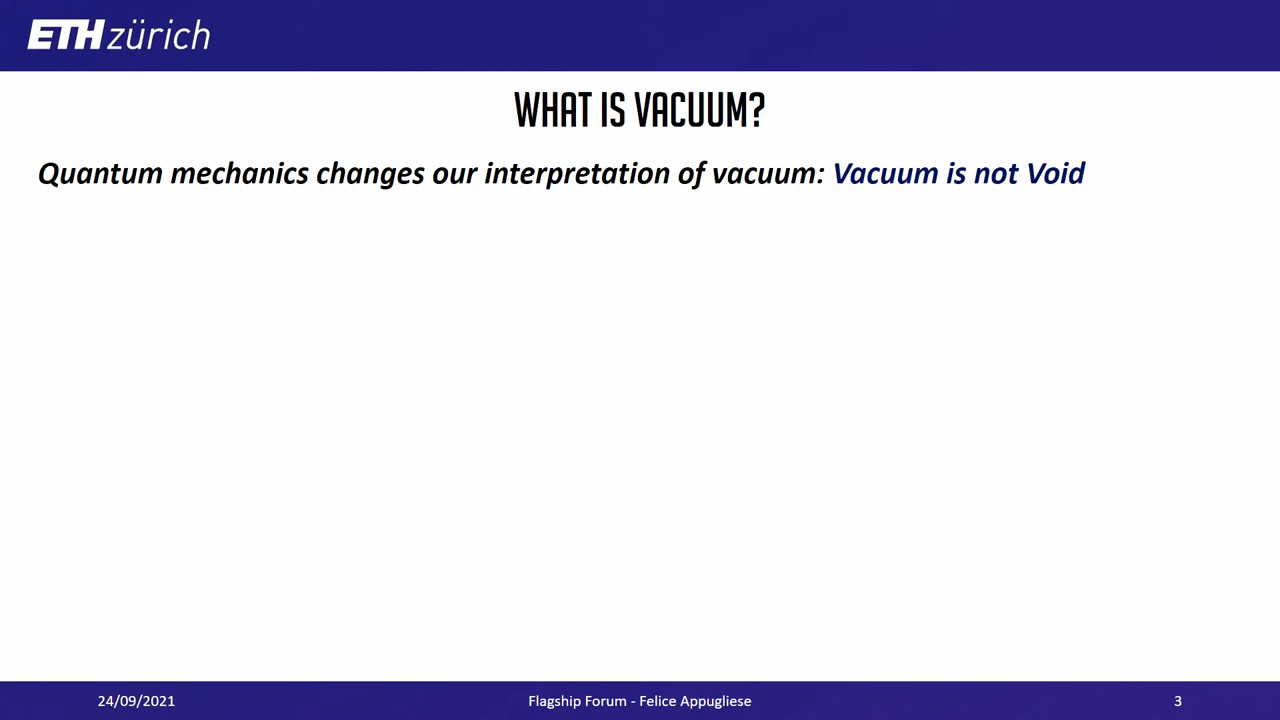 ETH zürich
WHAT IS VACUUM?
Quantum mechanics changes our interpretation of vacuum: Vacuum is not Void
24/09/2021
Flagship Forum - Felice Appugliese
3